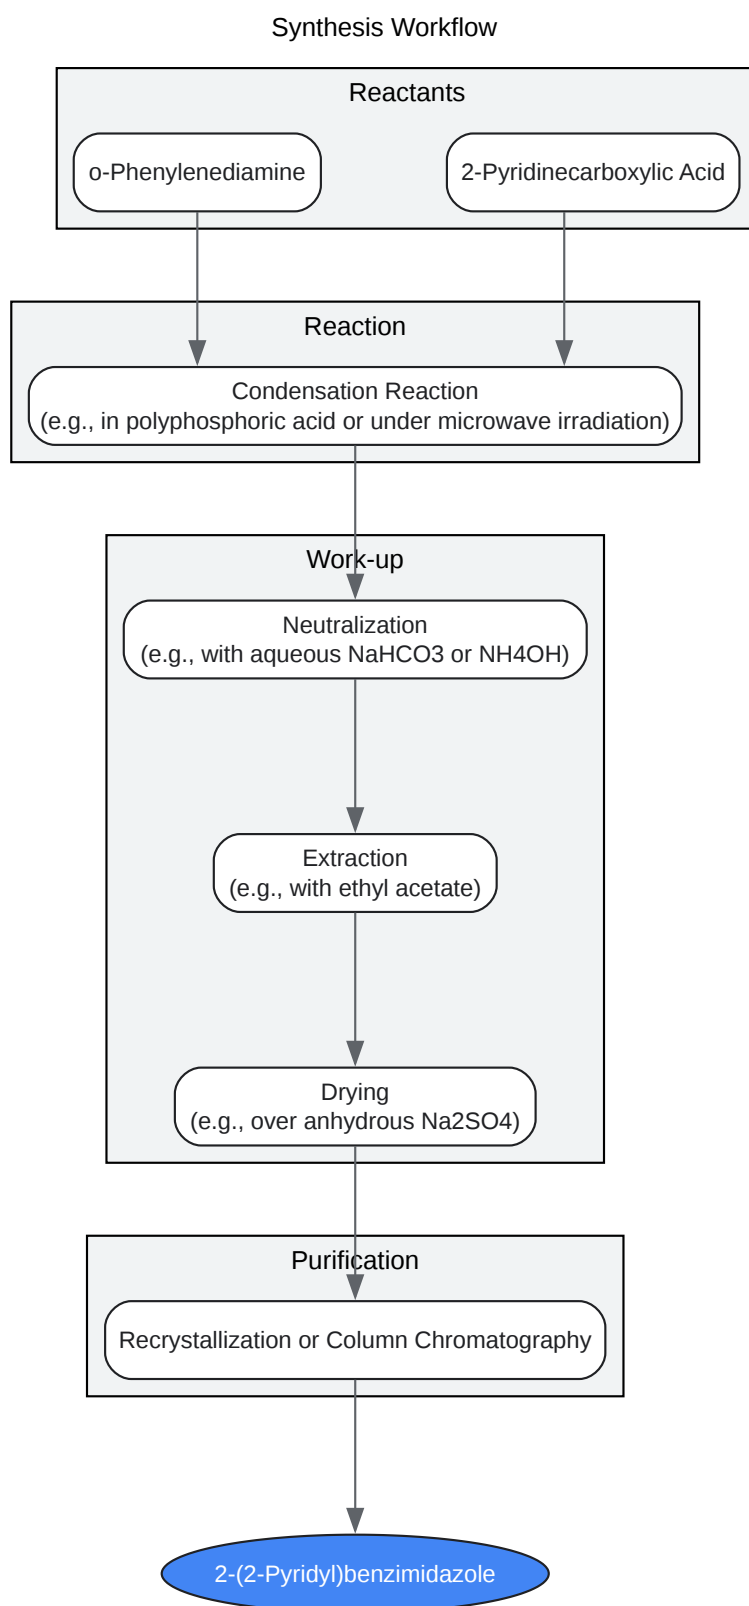 Synthesis Workflow
Reactants
o-Phenylenediamine
2-Pyridinecarboxylic Acid
Reaction
Condensation Reaction
(e.g., in polyphosphoric acid or under microwave irradiation)
Work-up
Neutralization
(e.g., with aqueous NaHCO3 or NH4OH)
Extraction
(e.g., with ethyl acetate)
Drying
(e.g., over anhydrous Na2SO4)
Purification
Recrystallization or Column Chromatography
2-(2-Pyridyl)benzimidazole